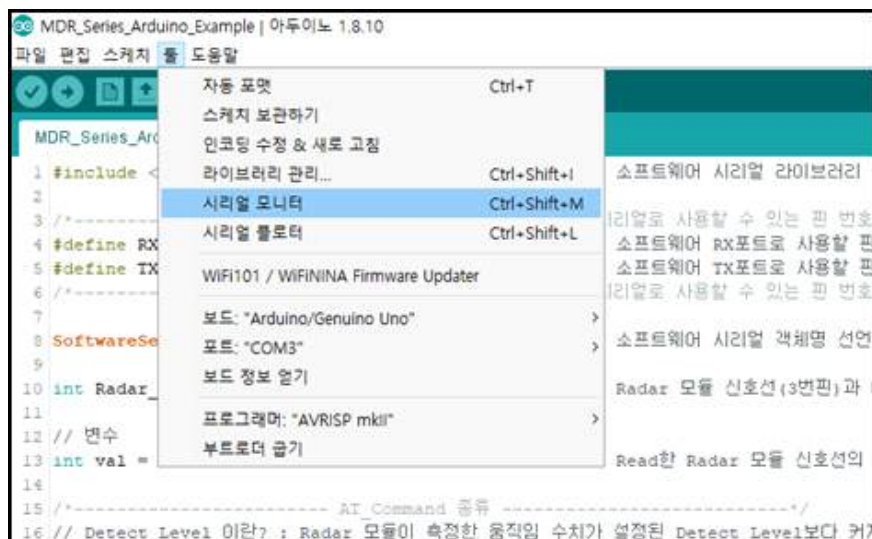 MDR_Series_Arduino_Example | 아두이노 1.8.10
파일 편집 스케치 툴 도움말
자동 포맷 Ctrl+T
스케치 보관하기
인코딩 수정 & 새로 고침
라이브러리 관리... Ctrl+Shift+I
시리얼 모니터 Ctrl+Shift+M
시리얼 플로터 Ctrl+Shift+L
WiFi101 / WiFiNINA Firmware Updater
보드: "Arduino/Genuino Uno"
포트: "COM3"
보드 정보 얻기
프로그래머: "AVRISP mkII"
부트로더 굽기
MDR_Series_Ard
1 #include < 소프트웨어 시리얼 라이브러리
2
3 /*--------- 리얼로 사용할 수 있는 핀 번호
4 #define RX 소프트웨어 RX포트로 사용할 핀
5 #define TX 소프트웨어 TX포트로 사용할 핀
6 /*--------- 리얼로 사용할 수 있는 핀 번호
7
8 SoftwareSe 소프트웨어 시리얼 객체명 선언
9
10 int Radar_ Radar 모듈 신호선(3번핀)과
11
12 // 변수
13 int val = Read한 Radar 모듈 신호선의
14
15 /*------------------------ AT_Command 종류 ---------------------------*/
16 // Detect Level 이란? : Radar 모듈이 측정한 움직임 수치가 설정된 Detect Level보다 커지